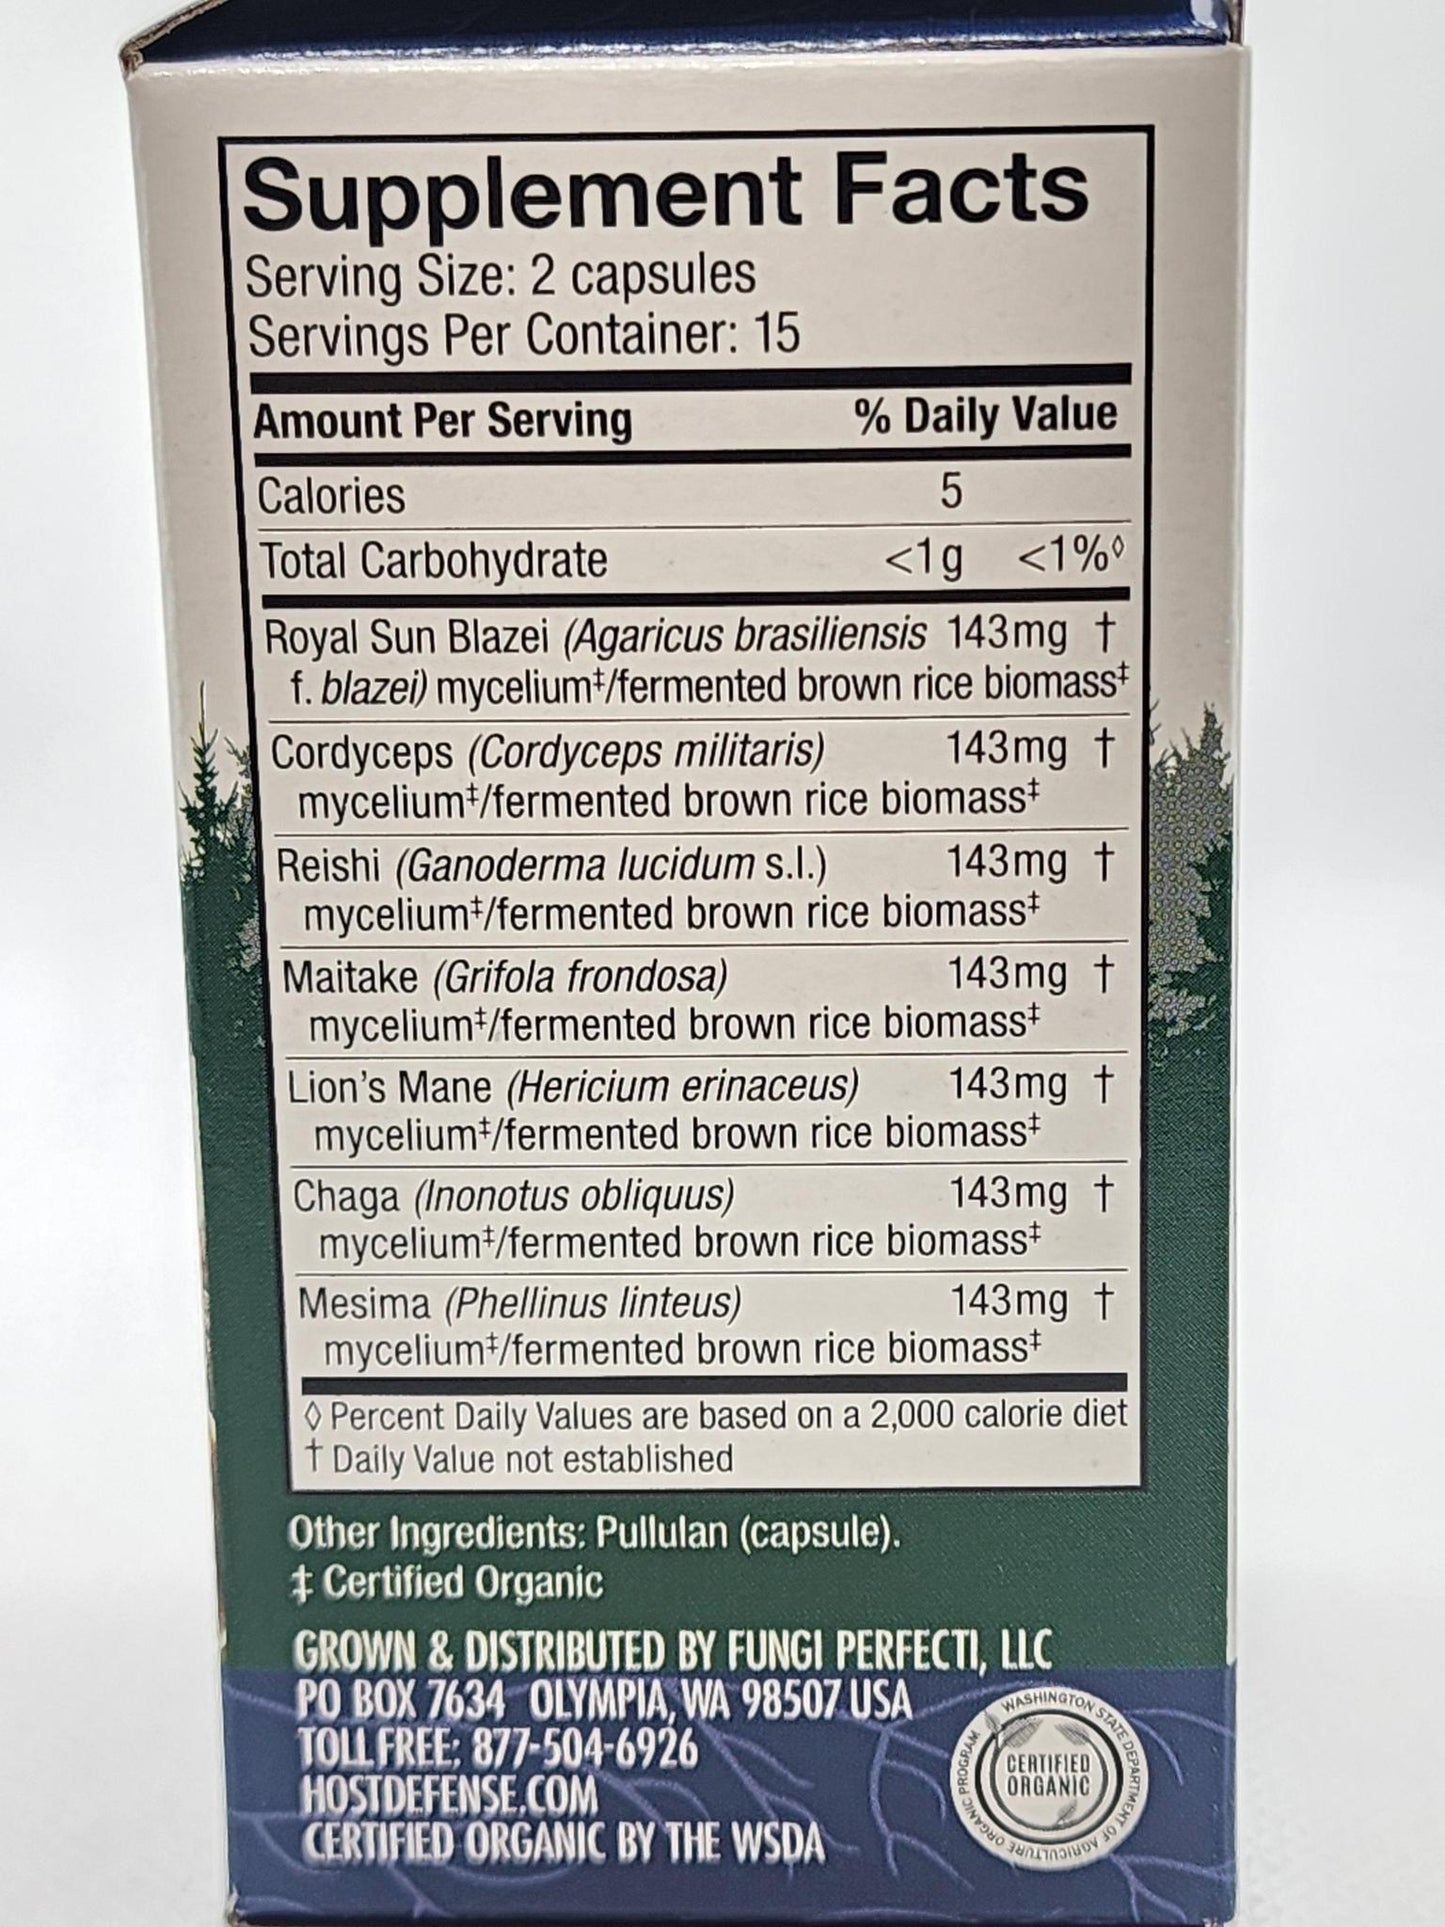 Supplement Facts
Serving Size: 2 capsules
Servings Per Container: 15
Amount Per Serving % Daily Value
Calories 5
Total Carbohydrate <1g <1%◊
Royal Sun Blazei (Agaricus brasiliensis 143mg †
f. blazei) mycelium‡/fermented brown rice biomass‡
Cordyceps (Cordyceps militaris) 143mg †
mycelium‡/fermented brown rice biomass‡
Reishi (Ganoderma lucidum s.l.) 143mg †
mycelium‡/fermented brown rice biomass‡
Maitake (Grifola frondosa) 143mg †
mycelium‡/fermented brown rice biomass‡
Lion's Mane (Hericium erinaceus) 143mg †
mycelium‡/fermented brown rice biomass‡
Chaga (Inonotus obliquus) 143mg †
mycelium‡/fermented brown rice biomass‡
Mesima (Phellinus linteus) 143mg †
mycelium‡/fermented brown rice biomass‡
◊ Percent Daily Values are based on a 2,000 calorie diet
† Daily Value not established
Other Ingredients: Pullulan (capsule).
‡ Certified Organic
GROWN & DISTRIBUTED BY FUNGI PERFECTI, LLC
PO BOX 7634 OLYMPIA, WA 98507 USA
TOLL FREE: 877-504-6926
HOSTDEFENSE.COM
CERTIFIED ORGANIC BY THE WSDA
WASHINGTON STATE DEPARTMENT OF AGRICULTURE ORGANIC PROGRAM
CERTIFIED
ORGANIC